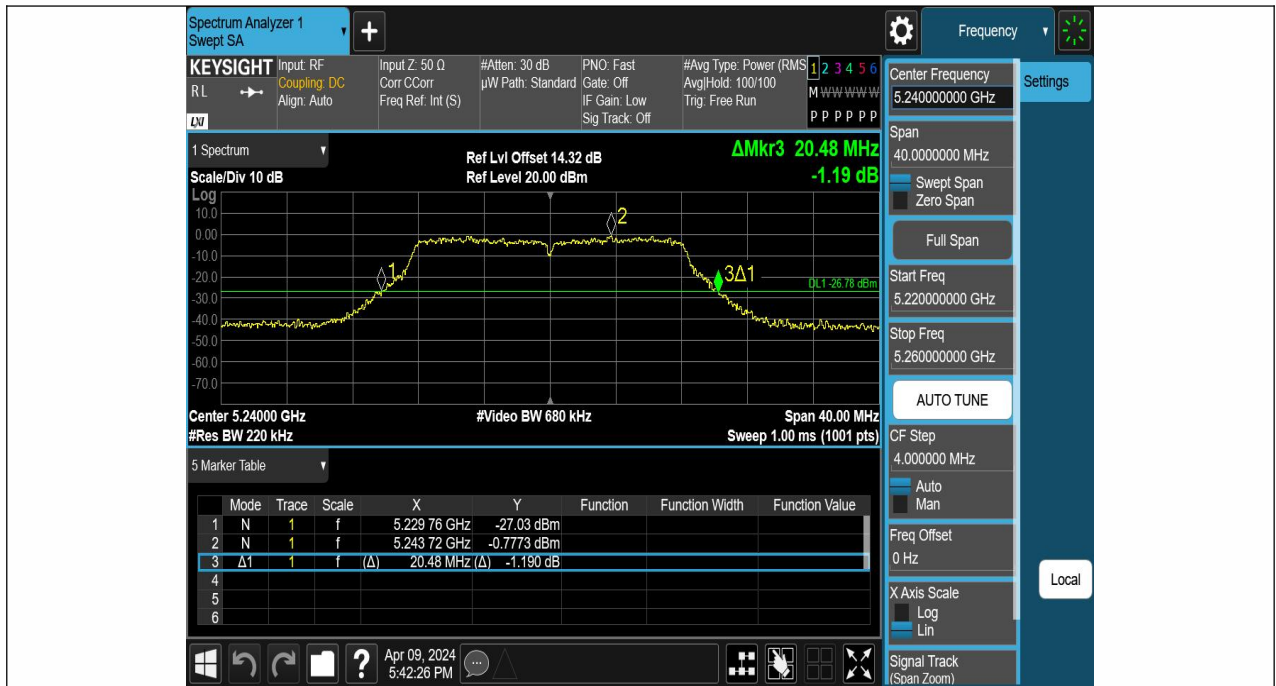 Spectrum Analyzer 1
Swept SA
+
Frequency
KEYSIGHT
RL
LXI
Input: RF
Coupling: DC
Align: Auto
Input Z: 50 Ω
Corr CCorr
Freq Ref: Int (S)
#Atten: 30 dB
µW Path: Standard
PNO: Fast
Gate: Off
IF Gain: Low
Sig Track: Off
#Avg Type: Power (RMS
Avg|Hold: 100/100
Trig: Free Run
1 2 3 4 5 6
M W W W W W
P P P P P P
1 Spectrum
Scale/Div 10 dB
Ref Lvl Offset 14.32 dB
Ref Level 20.00 dBm
ΔMkr3 20.48 MHz
-1.19 dB
Log
10.0
0.00
-10.0
-20.0
-30.0
-40.0
-50.0
-60.0
-70.0
1
2
3Δ1
DL1 -26.78 dBm
Center 5.24000 GHz
#Video BW 680 kHz
Span 40.00 MHz
#Res BW 220 kHz
Sweep 1.00 ms (1001 pts)
5 Marker Table
Mode Trace Scale X Y Function Function Width Function Value
1 N 1 f 5.229 76 GHz -27.03 dBm
2 N 1 f 5.243 72 GHz -0.7773 dBm
3 Δ1 1 f (Δ) 20.48 MHz (Δ) -1.190 dB
4
5
6
?
Apr 09, 2024
5:42:26 PM
Center Frequency
5.240000000 GHz
Settings
Span
40.0000000 MHz
Swept Span
Zero Span
Full Span
Start Freq
5.220000000 GHz
Stop Freq
5.260000000 GHz
AUTO TUNE
CF Step
4.000000 MHz
Auto
Man
Freq Offset
0 Hz
Local
X Axis Scale
Log
Lin
Signal Track
(Span Zoom)